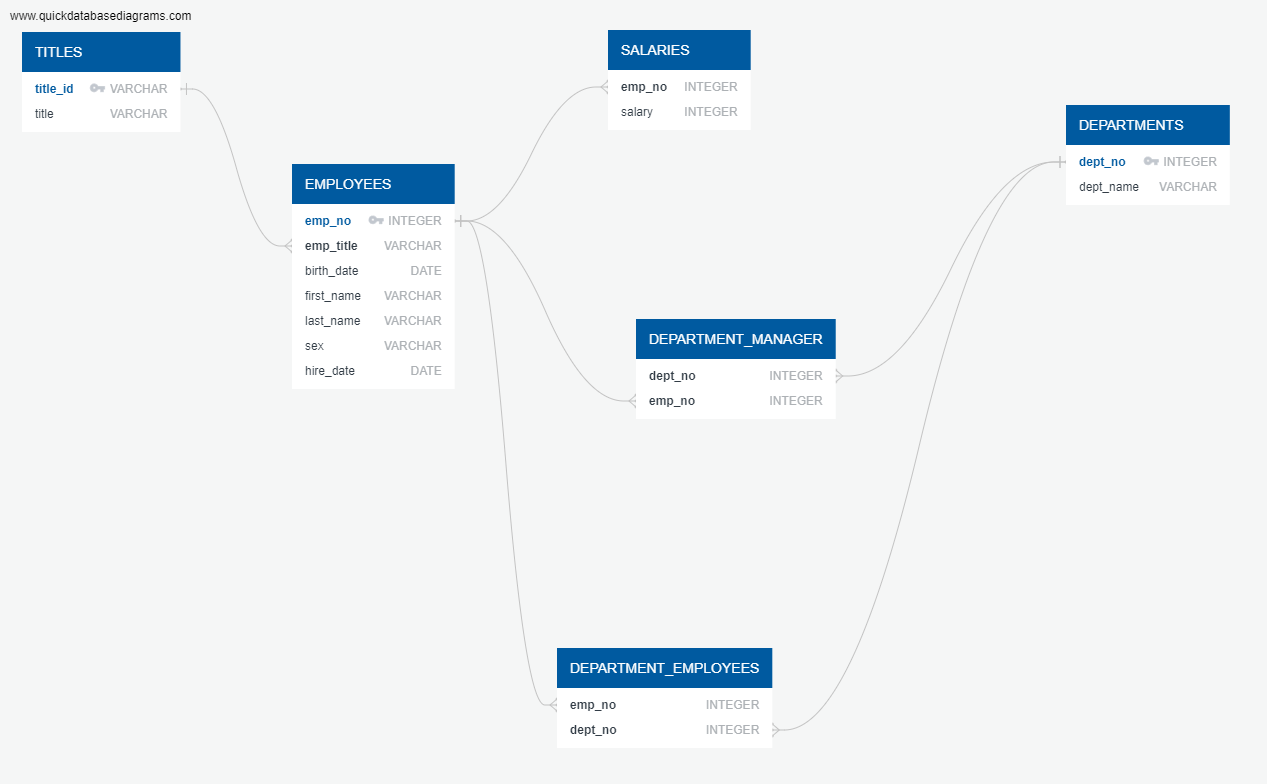 www.quickdatabasediagrams.com
TITLES
title_id VARCHAR
title VARCHAR
SALARIES
emp_no INTEGER
salary INTEGER
DEPARTMENTS
dept_no INTEGER
dept_name VARCHAR
EMPLOYEES
emp_no INTEGER
emp_title VARCHAR
birth_date DATE
first_name VARCHAR
last_name VARCHAR
sex VARCHAR
hire_date DATE
DEPARTMENT_MANAGER
dept_no INTEGER
emp_no INTEGER
DEPARTMENT_EMPLOYEES
emp_no INTEGER
dept_no INTEGER